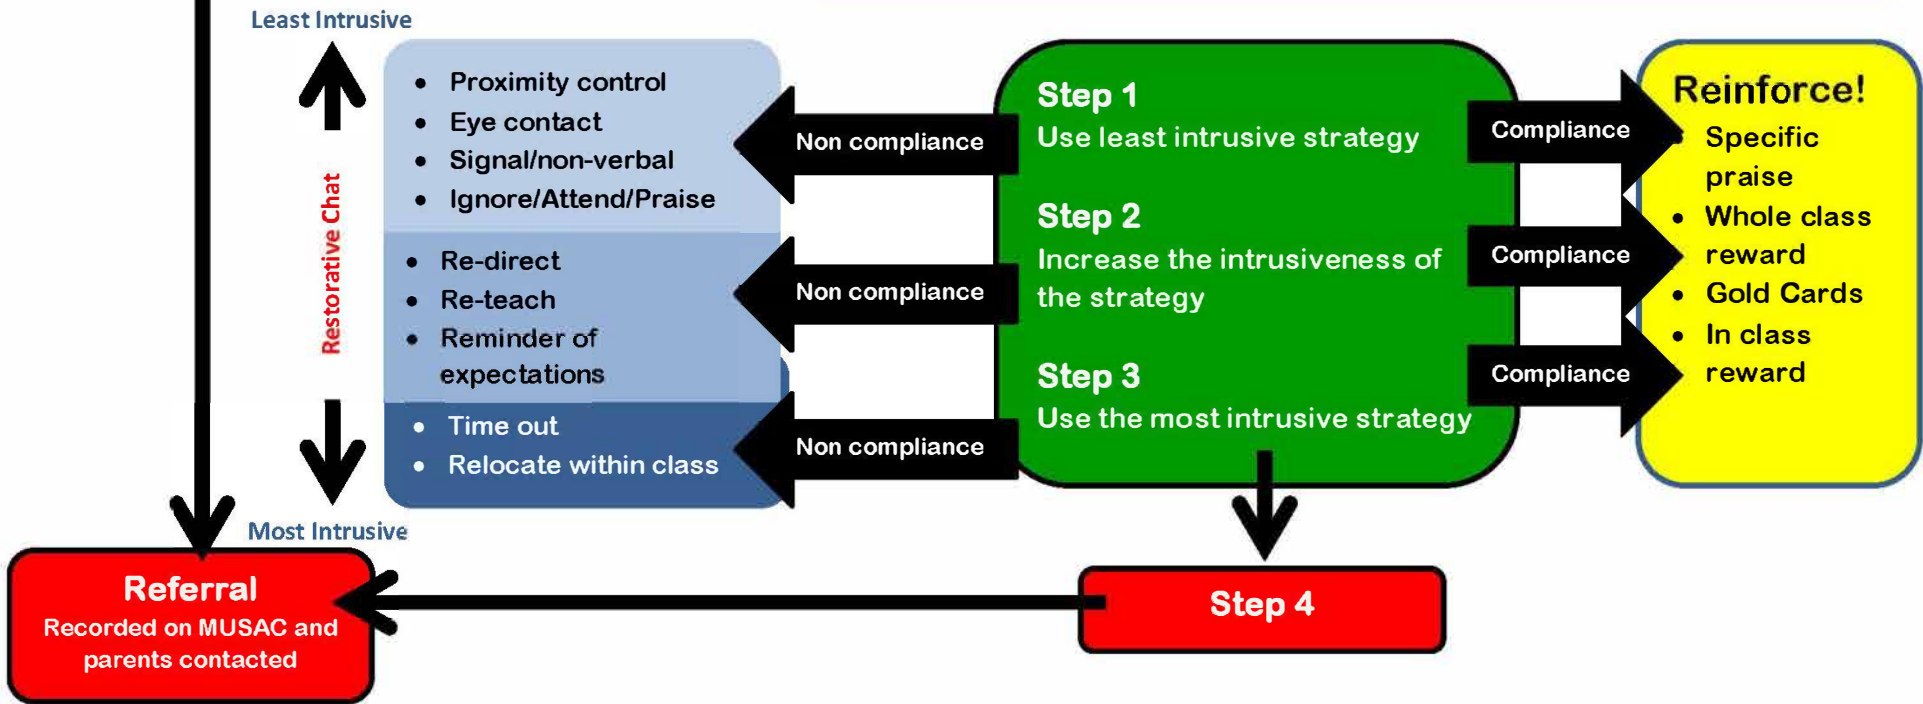 Least Intrusive
Restorative Chat
Most Intrusive
• Proximity control
• Eye contact
• Signal/non-verbal
• Ignore/Attend/Praise
• Re-direct
• Re-teach
• Reminder of
expectations
• Time out
• Relocate within class
Non compliance
Non compliance
Non compliance
Step 1
Use least intrusive strategy
Step 2
Increase the intrusiveness of
the strategy
Step 3
Use the most intrusive strategy
Compliance
Compliance
Compliance
Reinforce!
• Specific
praise
• Whole class
reward
• Gold Cards
• In class
reward
Step 4
Referral
Recorded on MUSAC and
parents contacted